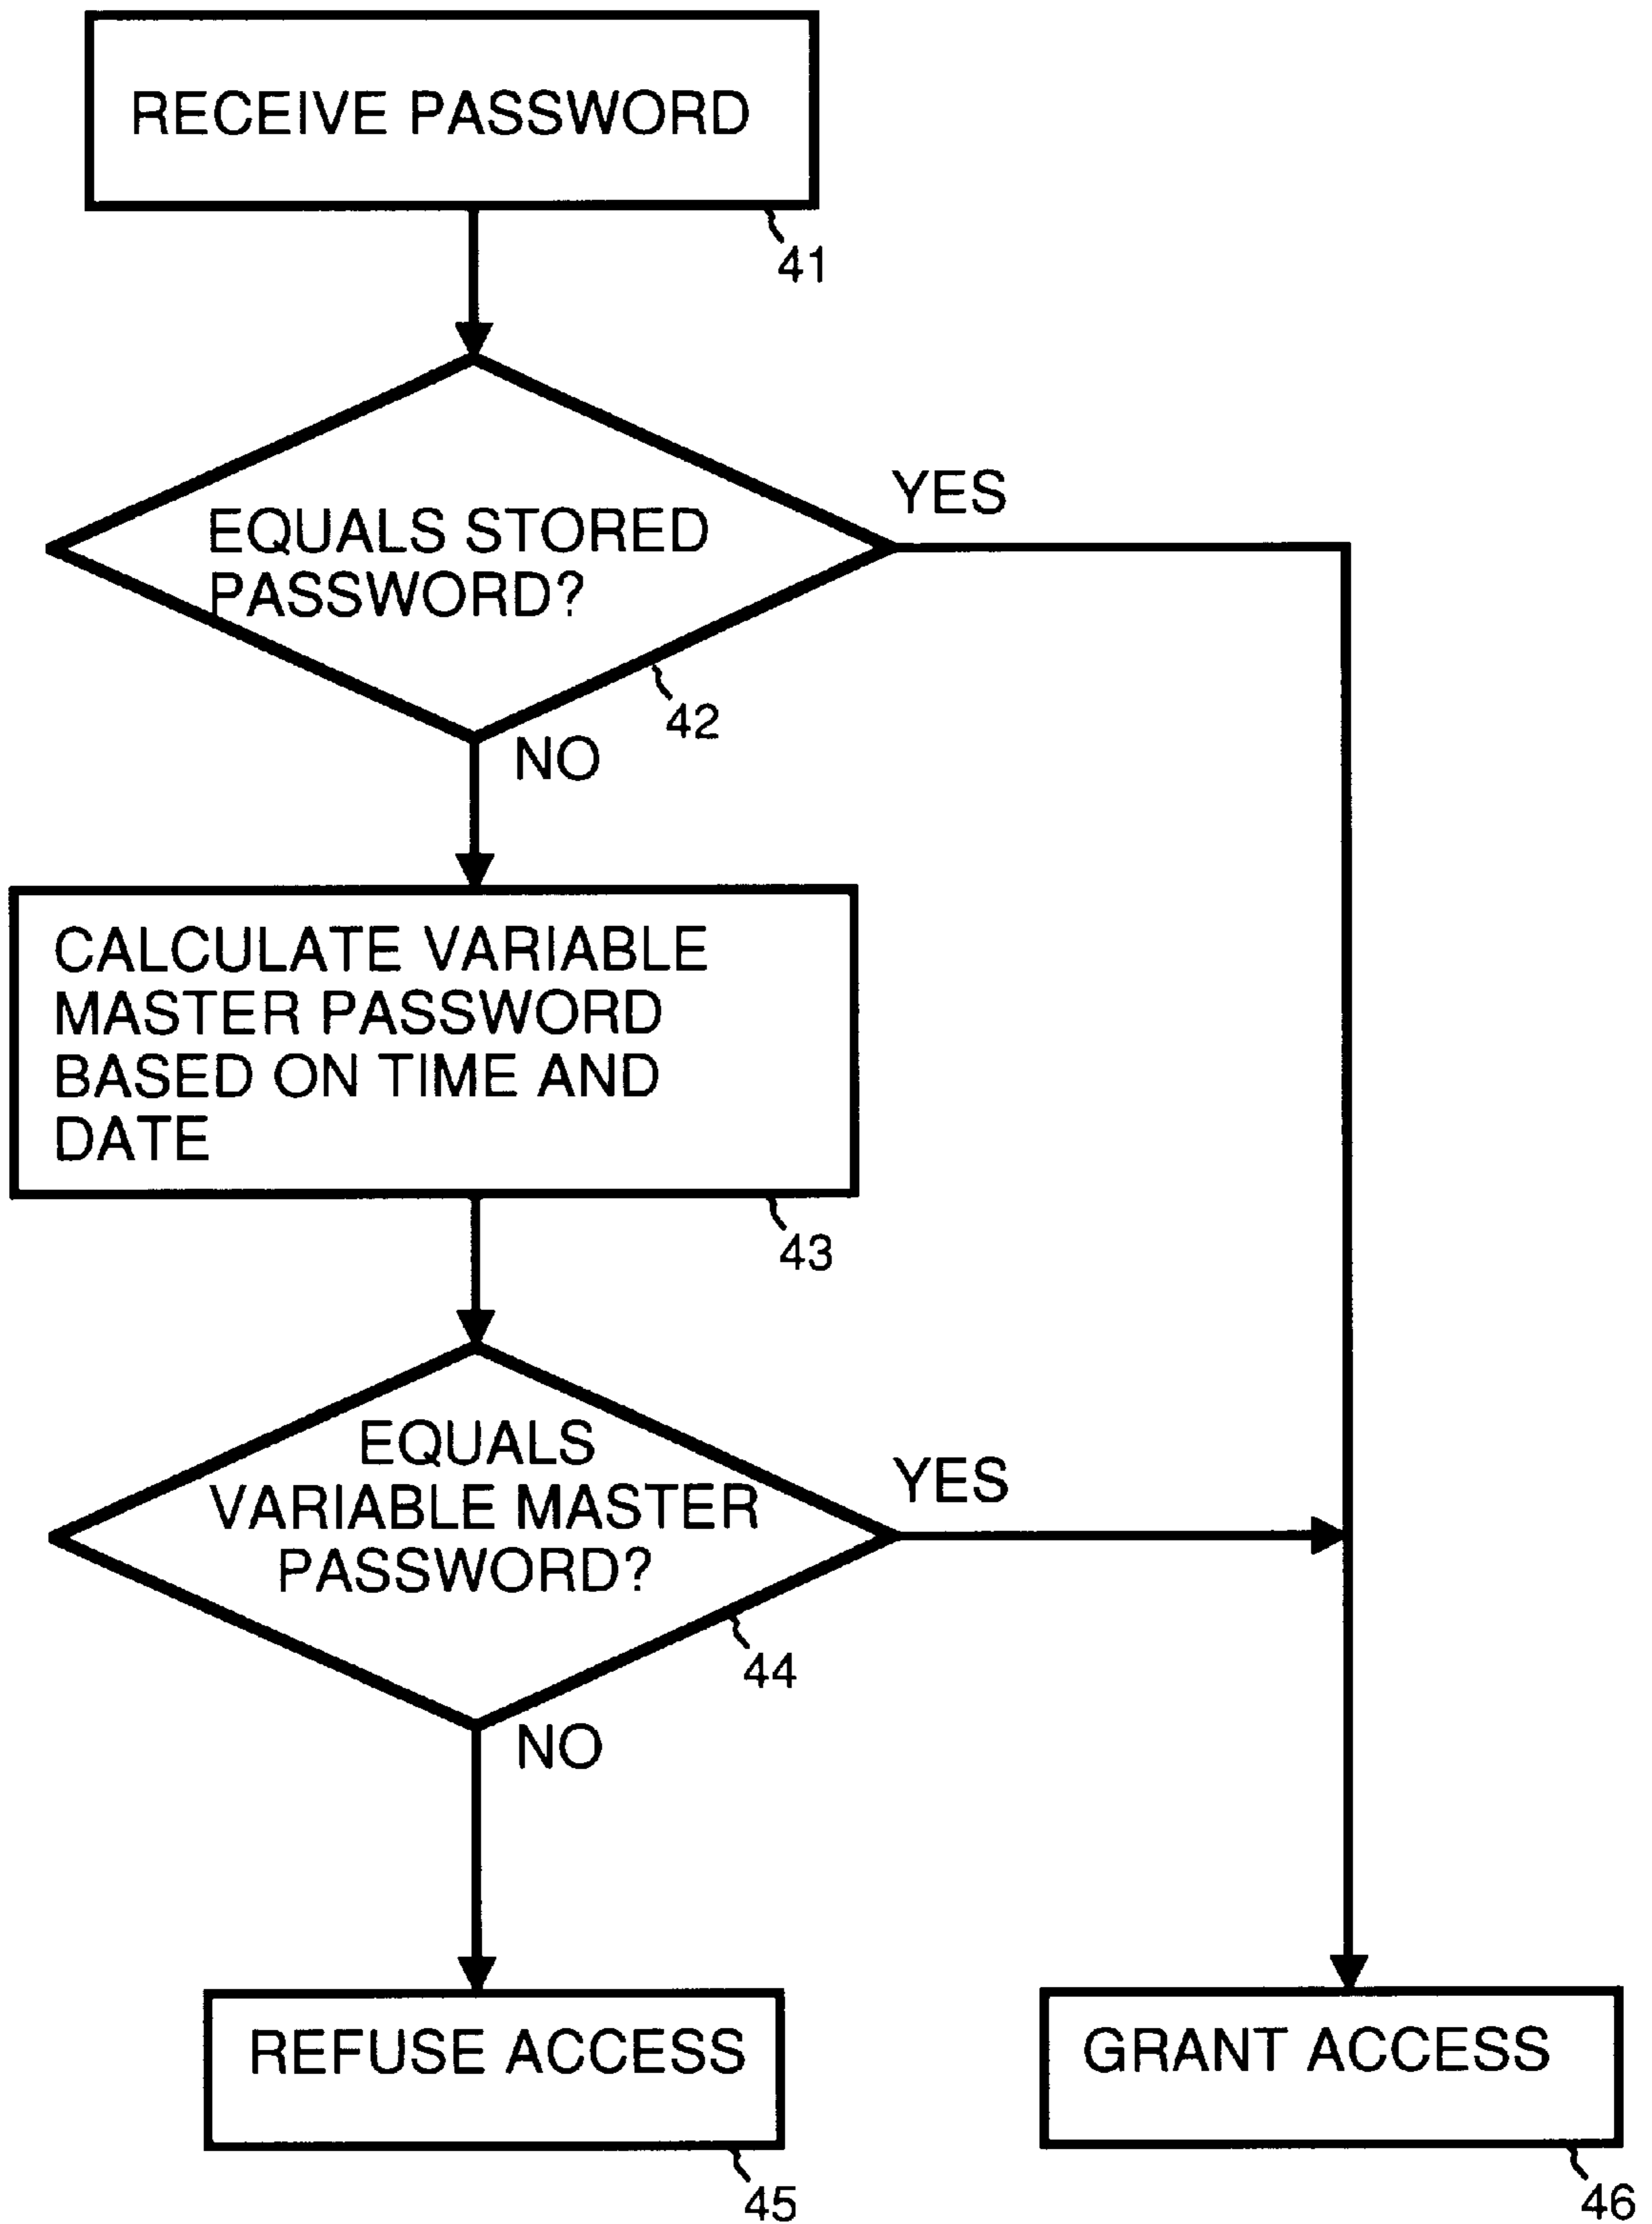 RECEIVE PASSWORD
41
EQUALS STORED
PASSWORD?
YES
42
NO
CALCULATE VARIABLE
MASTER PASSWORD
BASED ON TIME AND
DATE
43
EQUALS
VARIABLE MASTER
PASSWORD?
YES
44
NO
REFUSE ACCESS
45
GRANT ACCESS
46